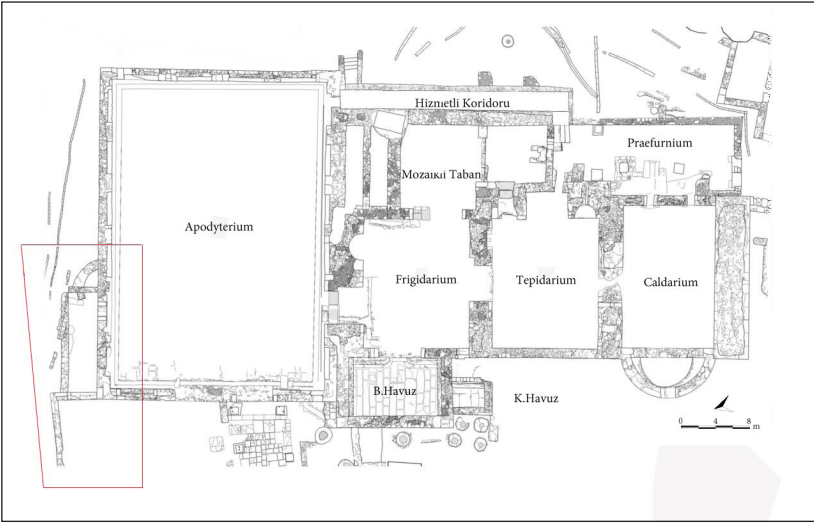 Hizmetli Koridoru
Praefurnium
Mozaikli Taban
Apodyterium
Frigidarium
Tepidarium
Caldarium
B.Havuz
K.Havuz
0 4 8 m